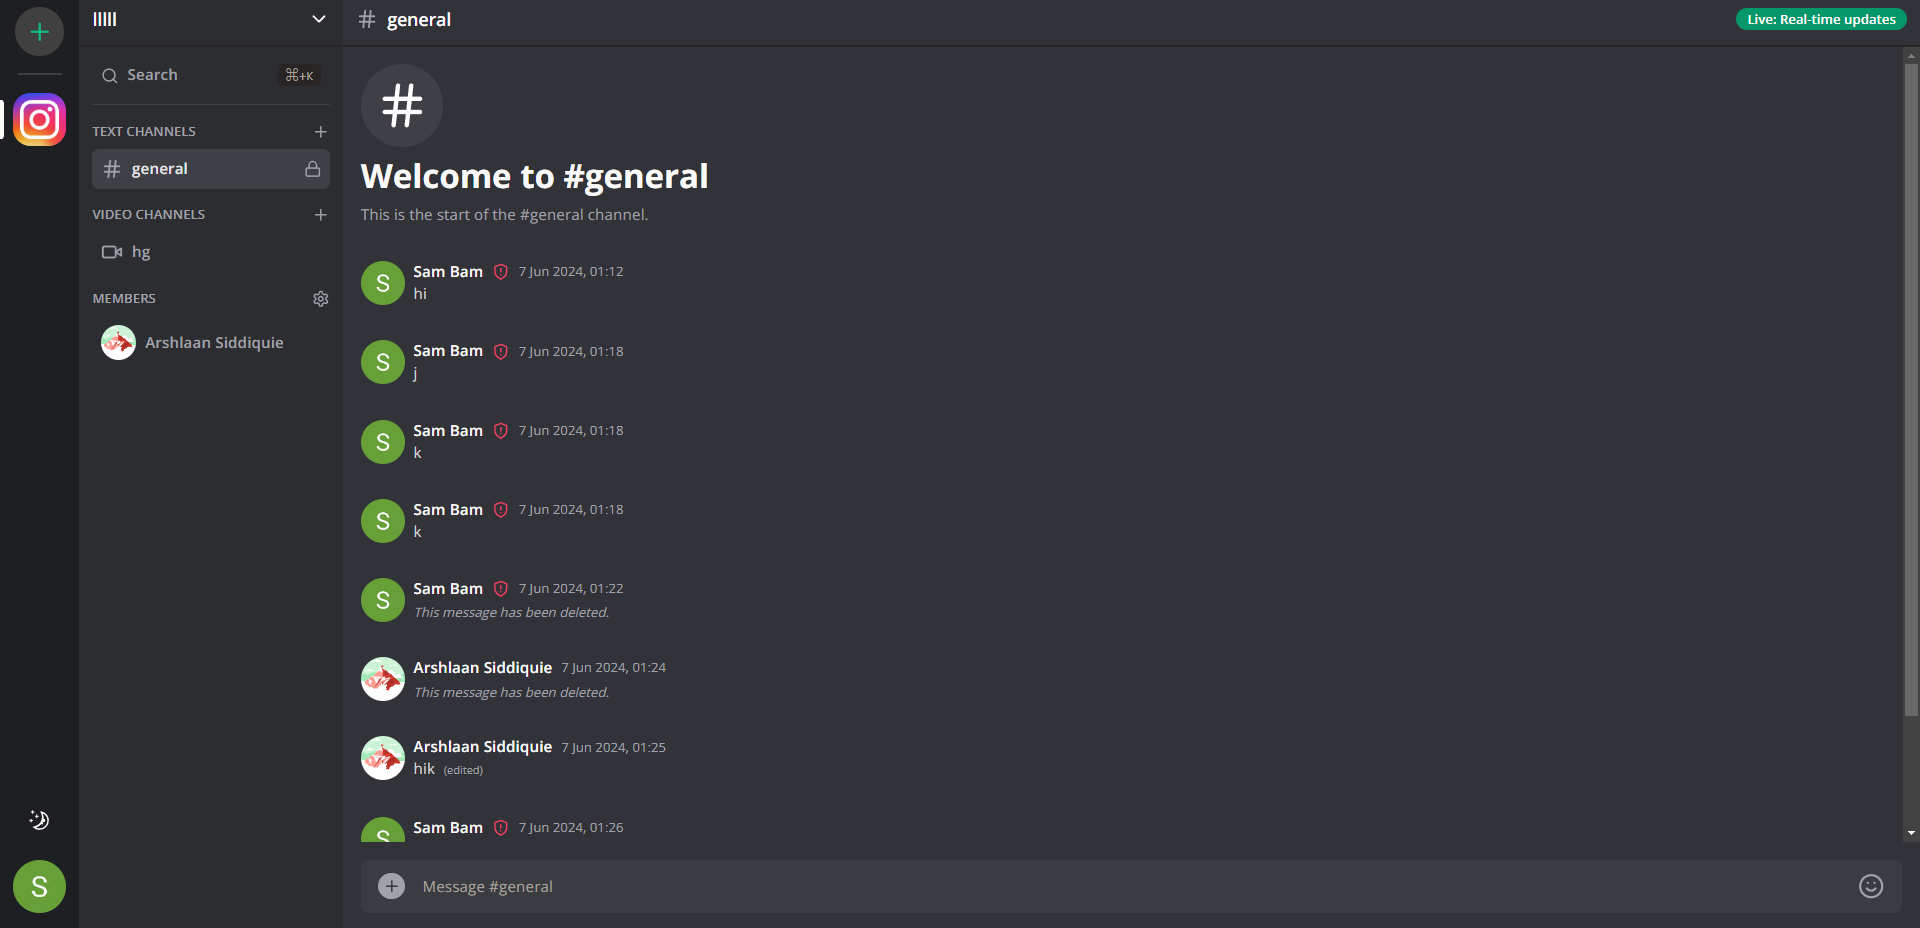 lllll
Search
⌘+K
TEXT CHANNELS
general
VIDEO CHANNELS
hg
MEMBERS
Arshlaan Siddiquie
S
# general
Live: Real-time updates
#
Welcome to #general
This is the start of the #general channel.
S
Sam Bam 7 Jun 2024, 01:12
hi
S
Sam Bam 7 Jun 2024, 01:18
j
S
Sam Bam 7 Jun 2024, 01:18
k
S
Sam Bam 7 Jun 2024, 01:18
k
S
Sam Bam 7 Jun 2024, 01:22
This message has been deleted.
Arshlaan Siddiquie 7 Jun 2024, 01:24
This message has been deleted.
Arshlaan Siddiquie 7 Jun 2024, 01:25
hik (edited)
S
Sam Bam 7 Jun 2024, 01:26
Message #general